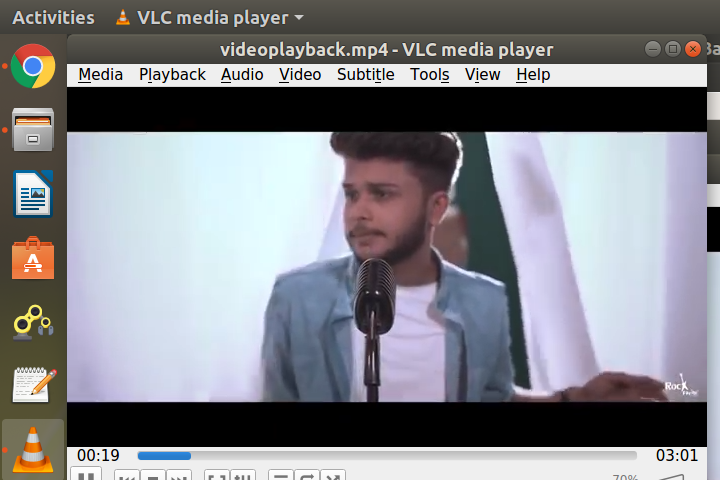 Activities VLC media player
videoplayback.mp4 - VLC media player
Media Playback Audio Video Subtitle Tools View Help
Rock
00:19 03:01
70%